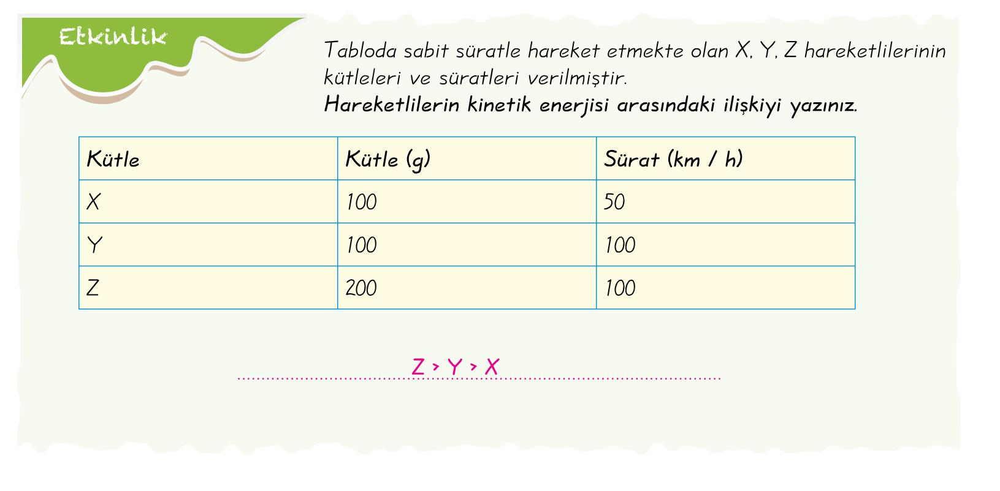 Etkinlik
Tabloda sabit süratle hareket etmekte olan X, Y, Z hareketlilerinin
kütleleri ve süratleri verilmiştir.
Hareketlilerin kinetik enerjisi arasındaki ilişkiyi yazınız.
Kütle Kütle (g) Sürat (km / h)
X 100 50
Y 100 100
Z 200 100
Z > Y > X